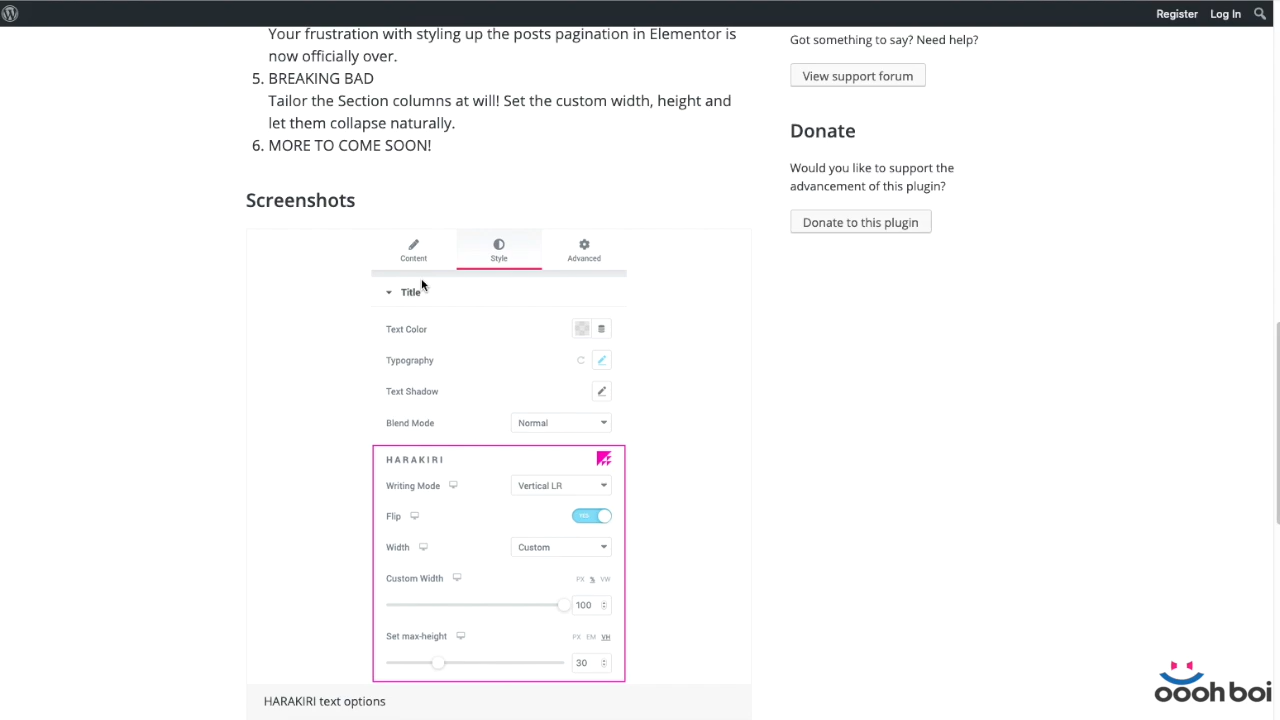 Register Log In
Your frustration with styling up the posts pagination in Elementor is
now officially over.
5. BREAKING BAD
Tailor the Section columns at will! Set the custom width, height and
let them collapse naturally.
6. MORE TO COME SOON!
Screenshots
Content Style Advanced
Title
Text Color
Typography
Text Shadow
Blend Mode Normal
HARAKIRI
Writing Mode Vertical LR
Flip YES
Width Custom
Custom Width PX % VW
100
Set max-height PX EM VH
30
HARAKIRI text options
Got something to say? Need help?
View support forum
Donate
Would you like to support the
advancement of this plugin?
Donate to this plugin
oooh boi